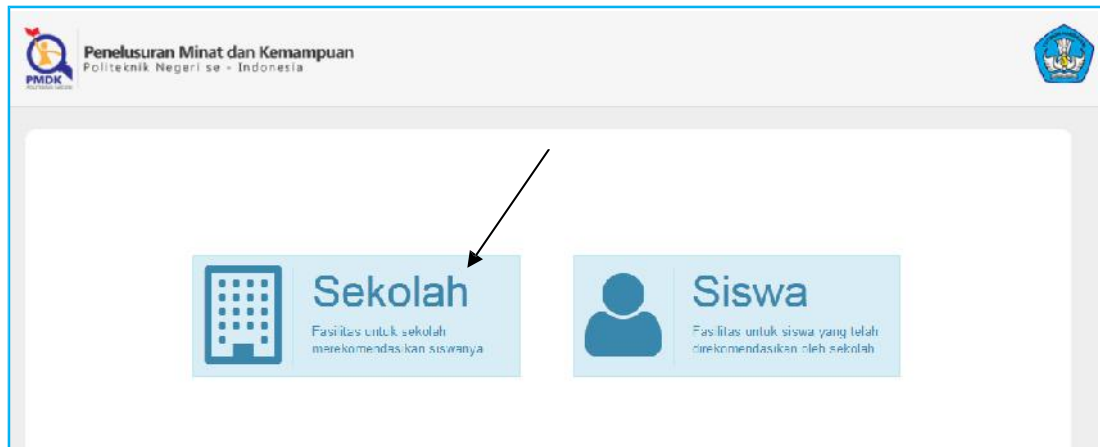 Penelusuran Minat dan Kemampuan
Politeknik Negeri se - Indonesia
PMDK
Sekolah
Fasilitas untuk sekolah
merekomendasikan siswanya
Siswa
Fasilitas untuk siswa yang telah
direkomendasikan oleh sekolah